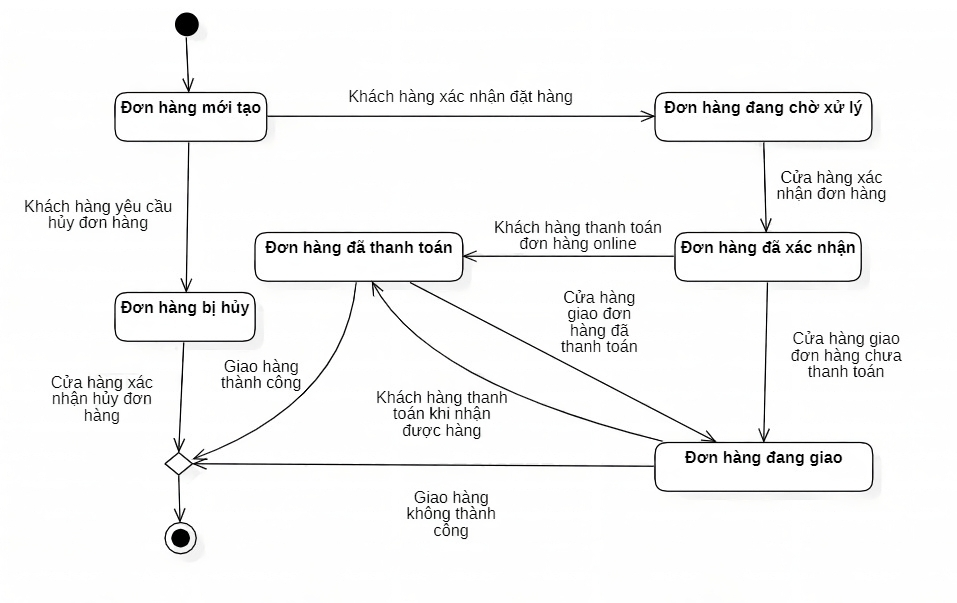 Đơn hàng mới tạo
Khách hàng xác nhận đặt hàng
Đơn hàng đang chờ xử lý
Khách hàng yêu cầu
hủy đơn hàng
Cửa hàng xác
nhận đơn hàng
Đơn hàng đã thanh toán
Khách hàng thanh toán
đơn hàng online
Đơn hàng đã xác nhận
Đơn hàng bị hủy
Cửa hàng
giao đơn
hàng đã
thanh toán
Cửa hàng giao
đơn hàng chưa
thanh toán
Giao hàng
thành công
Cửa hàng xác
nhận hủy đơn
hàng
Khách hàng thanh
toán khi nhận
được hàng
Đơn hàng đang giao
Giao hàng
không thành
công